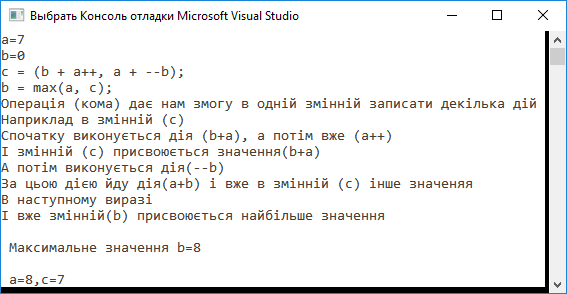 Выбрать Консоль отладки Microsoft Visual Studio
a=7
b=0
c = (b + a++, a + --b);
b = max(a, c);
Операція (кома) дає нам змогу в одній змінній записати декілька дій
Наприклад в змінній (c)
Спочатку виконується дія (b+a), а потім вже (a++)
І змінній (c) присвоюється значення(b+a)
А потім виконується дія(--b)
За цьою дією йду дія(a+b) і вже в змінній (c) інше значеняя
В наступному виразі
І вже змінній(b) присвоюється найбільше значення
Максимальне значення b=8
a=8,c=7